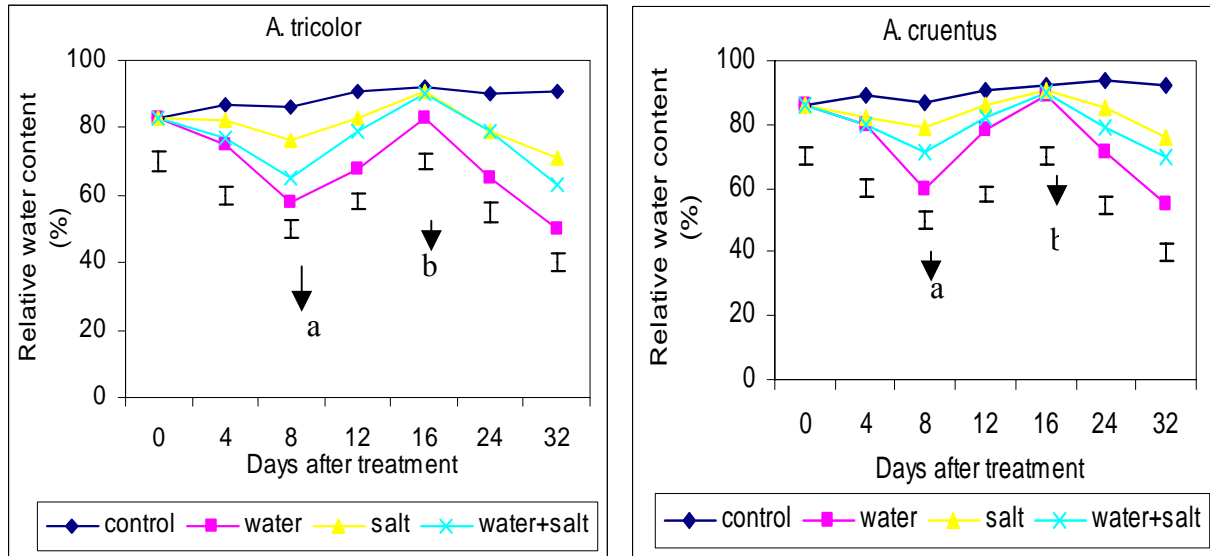 A. tricolor
Relative water content
(%)
100
80
60
40
20
0
a
b
0 4 8 12 16 24 32
Days after treatment
control water salt water+salt
A. cruentus
Relative water content
(%)
100
80
60
40
20
0
a
b
0 4 8 12 16 24 32
Days after treatment
control water salt water+salt